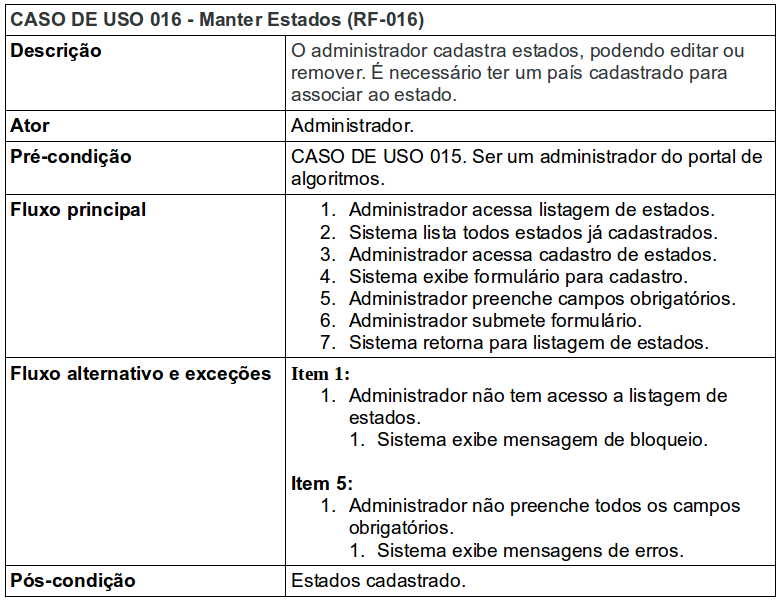 CASO DE USO 016 - Manter Estados (RF-016)
Descrição
O administrador cadastra estados, podendo editar ou
remover. É necessário ter um país cadastrado para
associar ao estado.
Ator
Administrador.
Pré-condição
CASO DE USO 015. Ser um administrador do portal de
algoritmos.
Fluxo principal
1. Administrador acessa listagem de estados.
2. Sistema lista todos estados já cadastrados.
3. Administrador acessa cadastro de estados.
4. Sistema exibe formulário para cadastro.
5. Administrador preenche campos obrigatórios.
6. Administrador submete formulário.
7. Sistema retorna para listagem de estados.
Fluxo alternativo e exceções
Item 1:
1. Administrador não tem acesso a listagem de
estados.
1. Sistema exibe mensagem de bloqueio.
Item 5:
1. Administrador não preenche todos os campos
obrigatórios.
1. Sistema exibe mensagens de erros.
Pós-condição
Estados cadastrado.